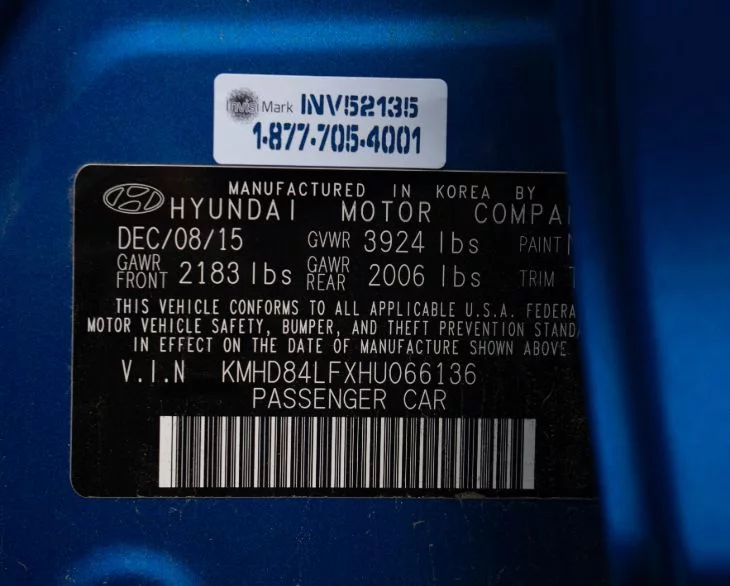 Invisi Mark INV52135
1·877·705·4001
MANUFACTURED IN KOREA BY
HYUNDAI MOTOR
DEC/08/15 GVWR 3924 lbs PAINT
GAWR FRONT 2183 lbs GAWR REAR 2006 lbs TRIM
THIS VEHICLE CONFORMS TO ALL APPLICABLE U.S.A.
MOTOR VEHICLE SAFETY, BUMPER, AND THEFT PREVENTION
IN EFFECT ON THE DATE OF MANUFACTURE SHOWN ABOVE
V.I.N KMHD84LFXHU066136
PASSENGER CAR